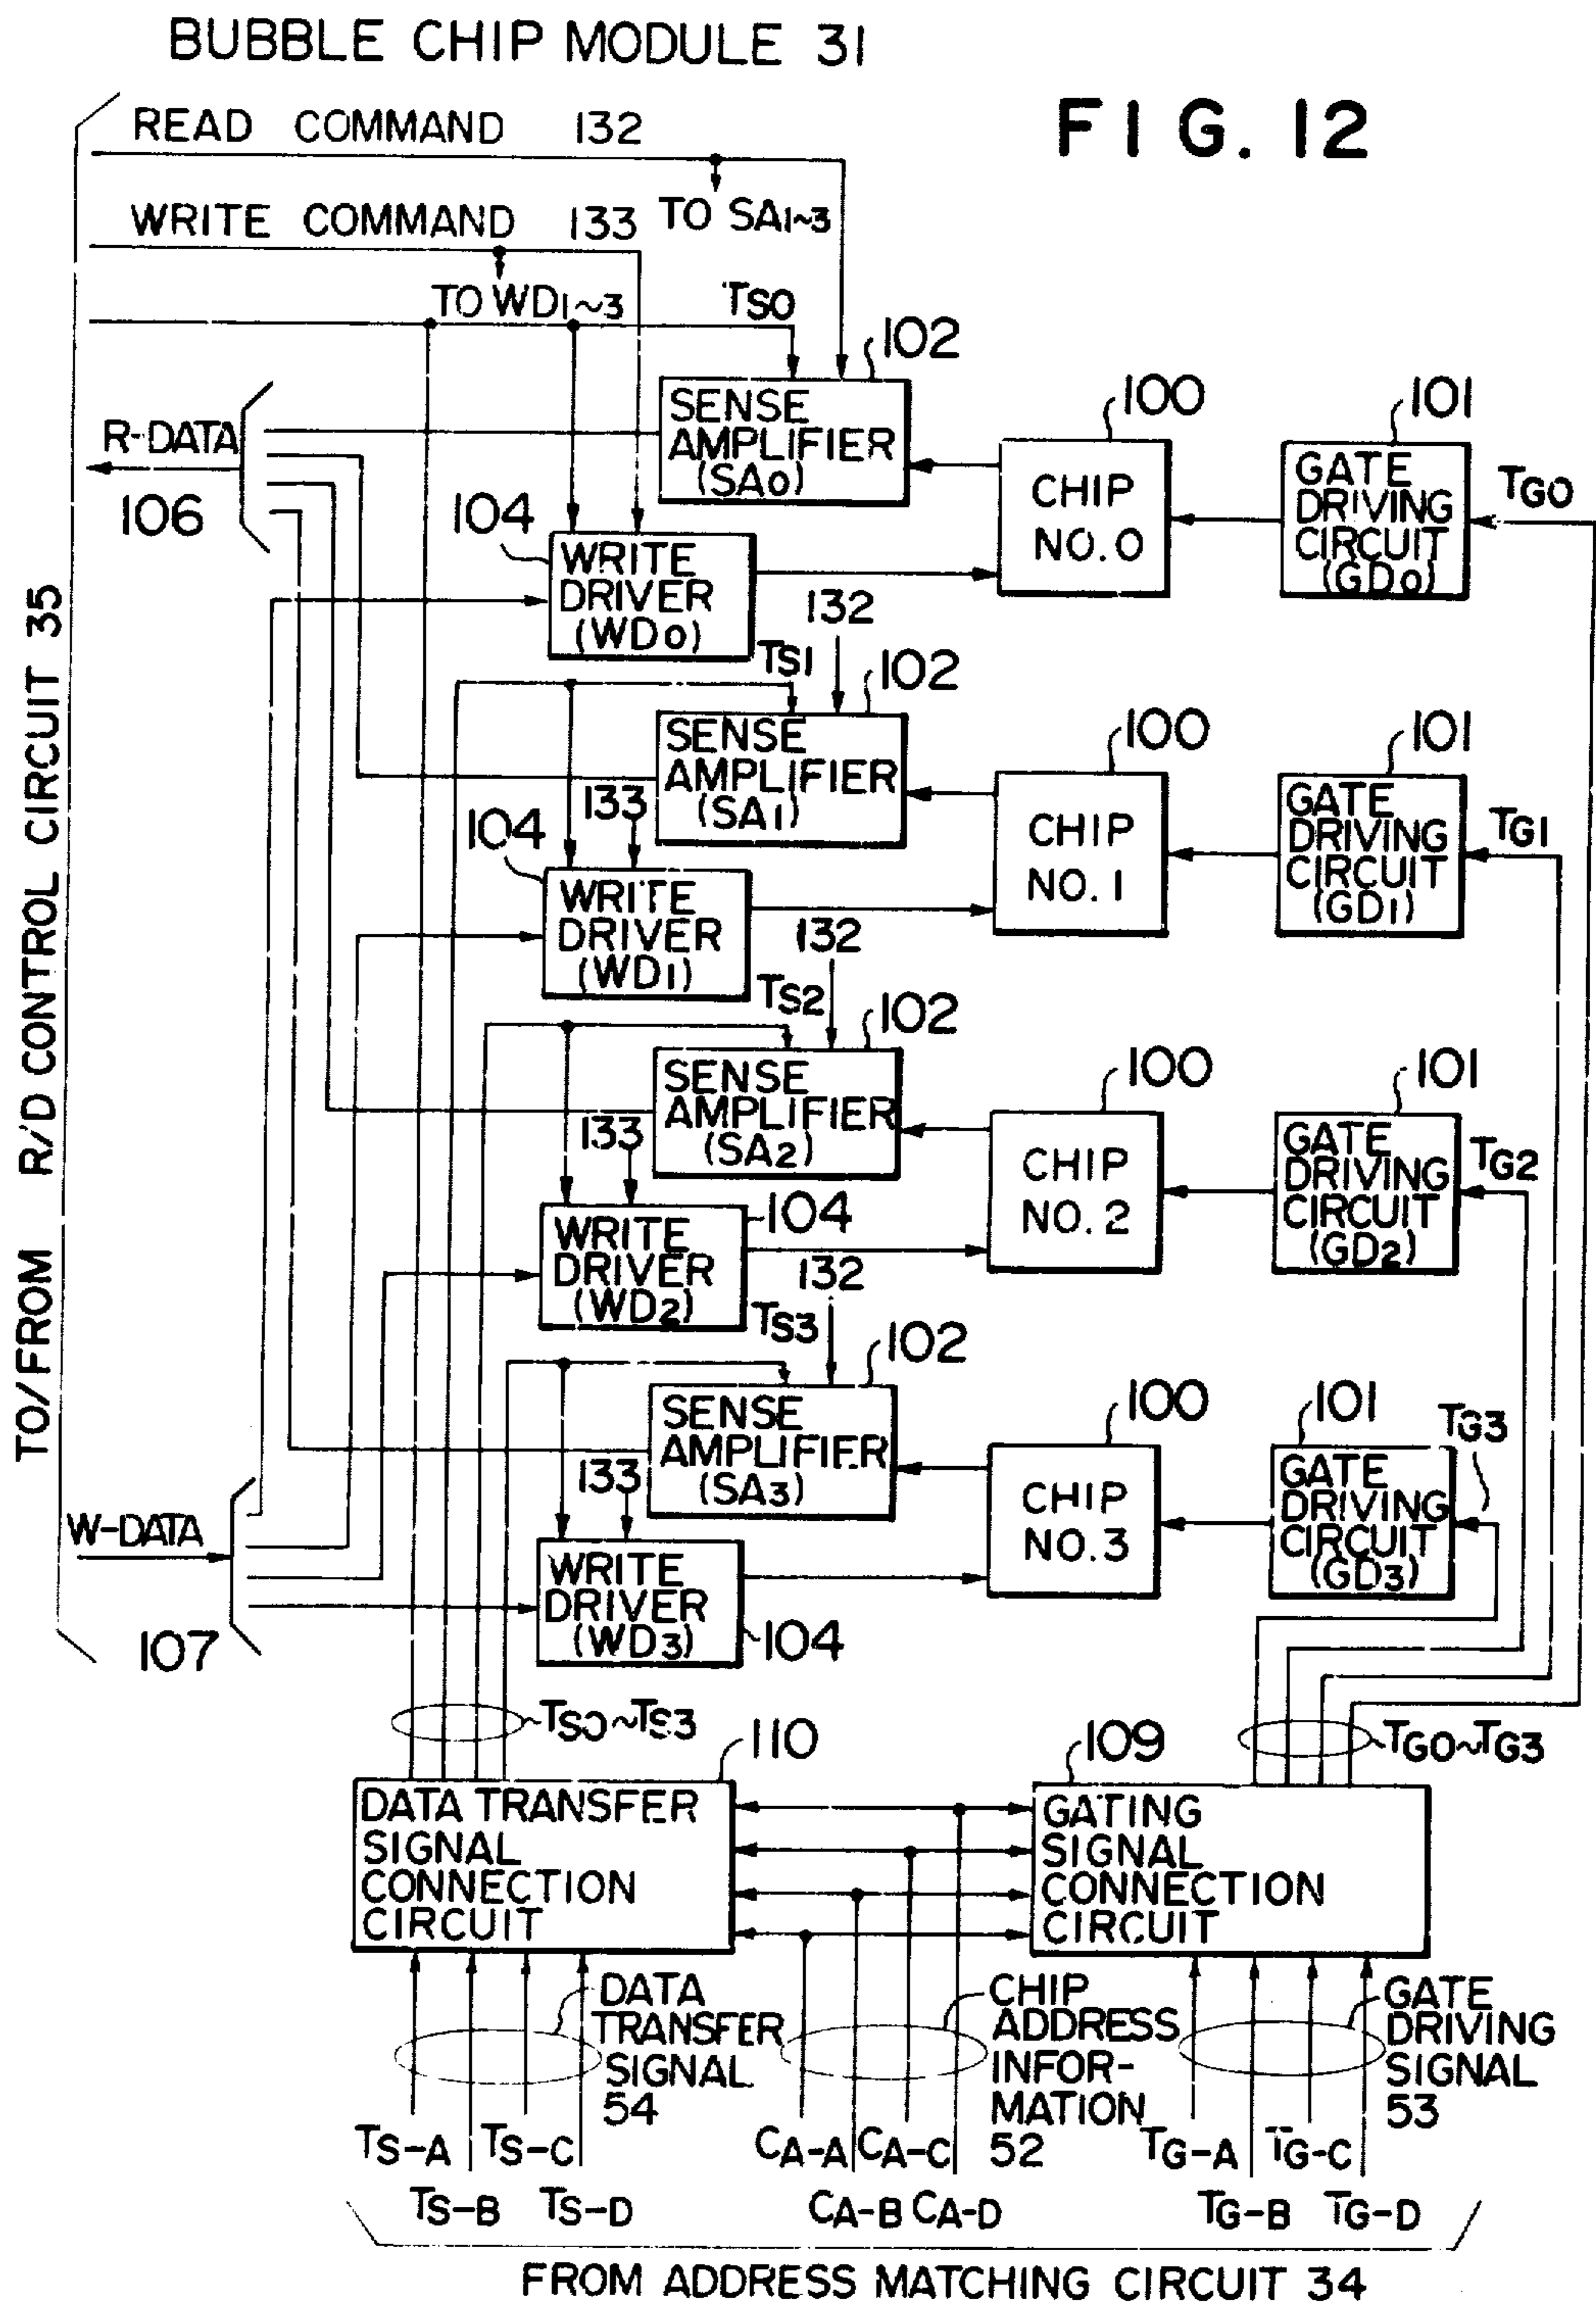 BUBBLE CHIP MODULE 31
FIG. 12
READ COMMAND 132
TO SA1~3
WRITE COMMAND 133
TO WD1~3
TS0
TO/FROM R/D CONTROL CIRCUIT 35
R-DATA
106
102
SENSE
AMPLIFIER
(SA0)
100
CHIP
NO. 0
101
GATE
DRIVING
CIRCUIT
(GD0)
TG0
104
WRITE
DRIVER
(WD0)
132
TS1
102
SENSE
AMPLIFIER
(SA1)
100
CHIP
NO. 1
101
GATE
DRIVING
CIRCUIT
(GD1)
TG1
133
104
WRITE
DRIVER
(WD1)
132
TS2
102
SENSE
AMPLIFIER
(SA2)
100
CHIP
NO. 2
101
GATE
DRIVING
CIRCUIT
(GD2)
TG2
133
104
WRITE
DRIVER
(WD2)
132
TS3
102
SENSE
AMPLIFIER
(SA3)
100
CHIP
NO. 3
101
GATE
DRIVING
CIRCUIT
(GD3)
TG3
133
WRITE
DRIVER
(WD3)
104
W-DATA
107
TS0~TS3
110
DATA TRANSFER
SIGNAL
CONNECTION
CIRCUIT
109
GATING
SIGNAL
CONNECTION
CIRCUIT
TG0~TG3
DATA
TRANSFER
SIGNAL
54
CHIP
ADDRESS
INFOR-
MATION
52
GATE
DRIVING
SIGNAL
53
TS-A TS-C
TS-B TS-D
CA-A CA-C
CA-B CA-D
TG-A TG-C
TG-B TG-D
FROM ADDRESS MATCHING CIRCUIT 34